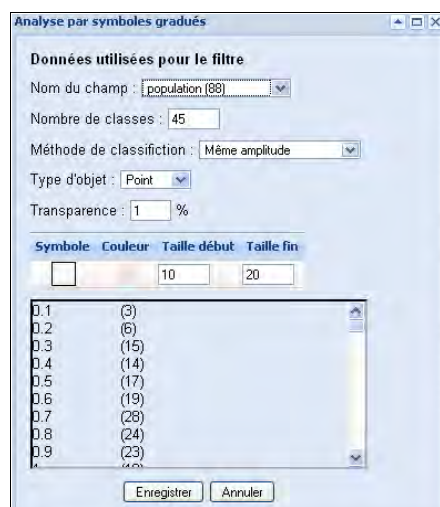 Analyse par symboles gradués
Données utilisées pour le filtre
Nom du champ : population (88)
Nombre de classes : 45
Méthode de classifiction : Même amplitude
Type d'objet : Point
Transparence : 1 %
Symbole Couleur Taille début Taille fin
10 20
0.1 (3)
0.2 (6)
0.3 (15)
0.4 (14)
0.5 (17)
0.6 (19)
0.7 (28)
0.8 (24)
0.9 (23)
Enregistrer Annuler